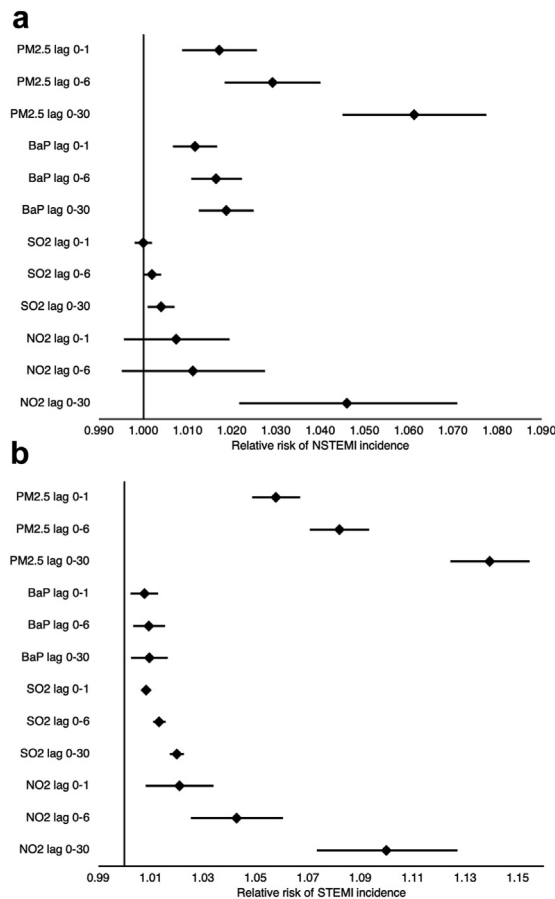 a
PM2.5 lag 0-1
PM2.5 lag 0-6
PM2.5 lag 0-30
BaP lag 0-1
BaP lag 0-6
BaP lag 0-30
SO2 lag 0-1
SO2 lag 0-6
SO2 lag 0-30
NO2 lag 0-1
NO2 lag 0-6
NO2 lag 0-30
0.990 1.000 1.010 1.020 1.030 1.040 1.050 1.060 1.070 1.080 1.090
Relative risk of NSTEMI incidence
b
PM2.5 lag 0-1
PM2.5 lag 0-6
PM2.5 lag 0-30
BaP lag 0-1
BaP lag 0-6
BaP lag 0-30
SO2 lag 0-1
SO2 lag 0-6
SO2 lag 0-30
NO2 lag 0-1
NO2 lag 0-6
NO2 lag 0-30
0.99 1.01 1.03 1.05 1.07 1.09 1.11 1.13 1.15
Relative risk of STEMI incidence